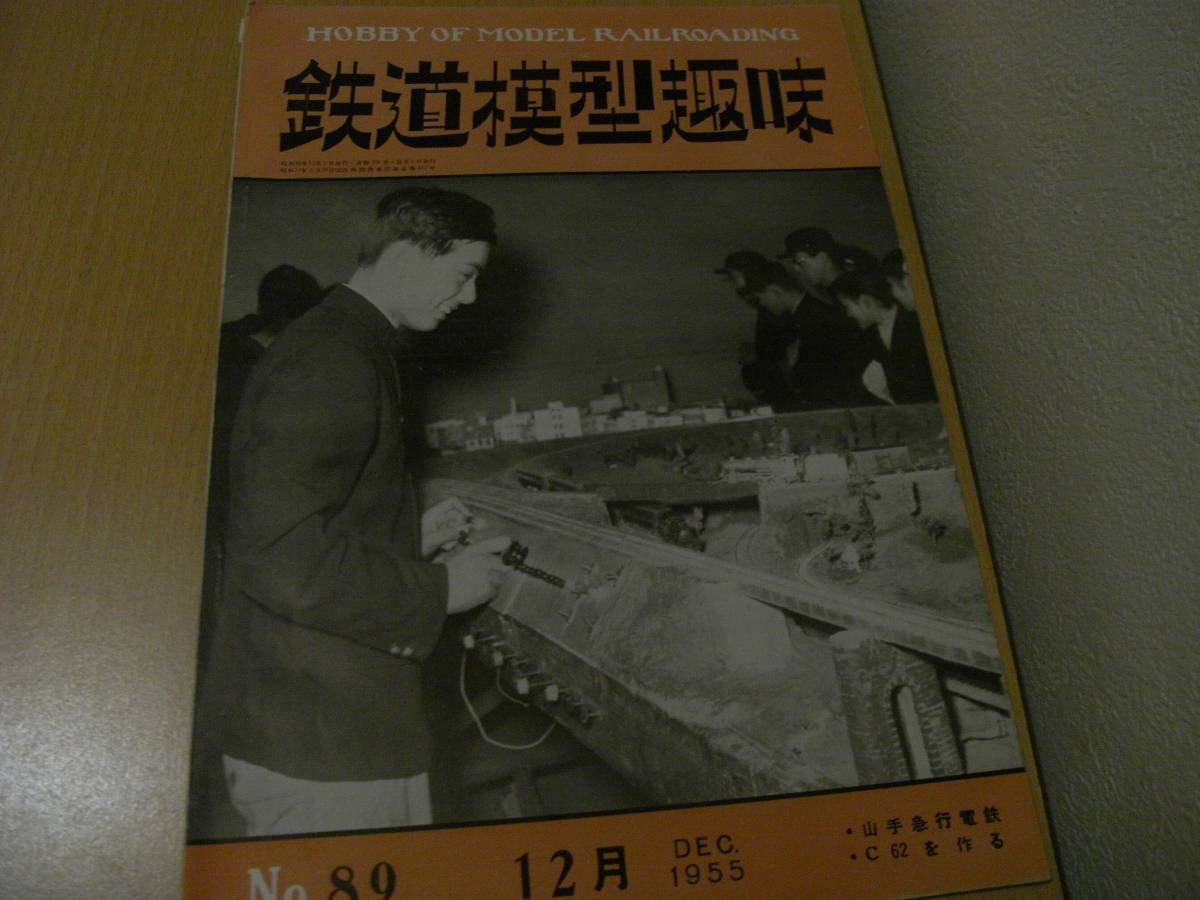 HOBBY OF MODEL RAILROADING
鉄道模型趣味
No 89 12月 DEC. 1955
・山手急行電鉄
・C 62 を作る